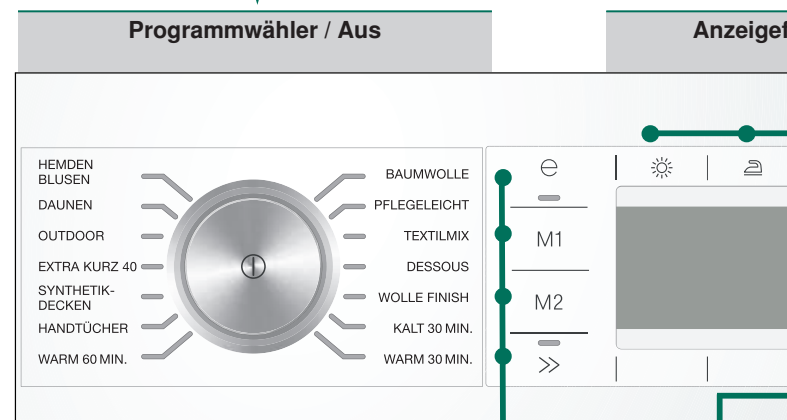 Programmwähler / Aus
HEMDEN
BLUSEN
DAUNEN
OUTDOOR
EXTRA KURZ 40
SYNTHETIK-
DECKEN
HANDTÜCHER
WARM 60 MIN.
BAUMWOLLE
PFLEGELEICHT
TEXTILMIX
DESSOUS
WOLLE FINISH
KALT 30 MIN.
WARM 30 MIN.
e
M1
M2